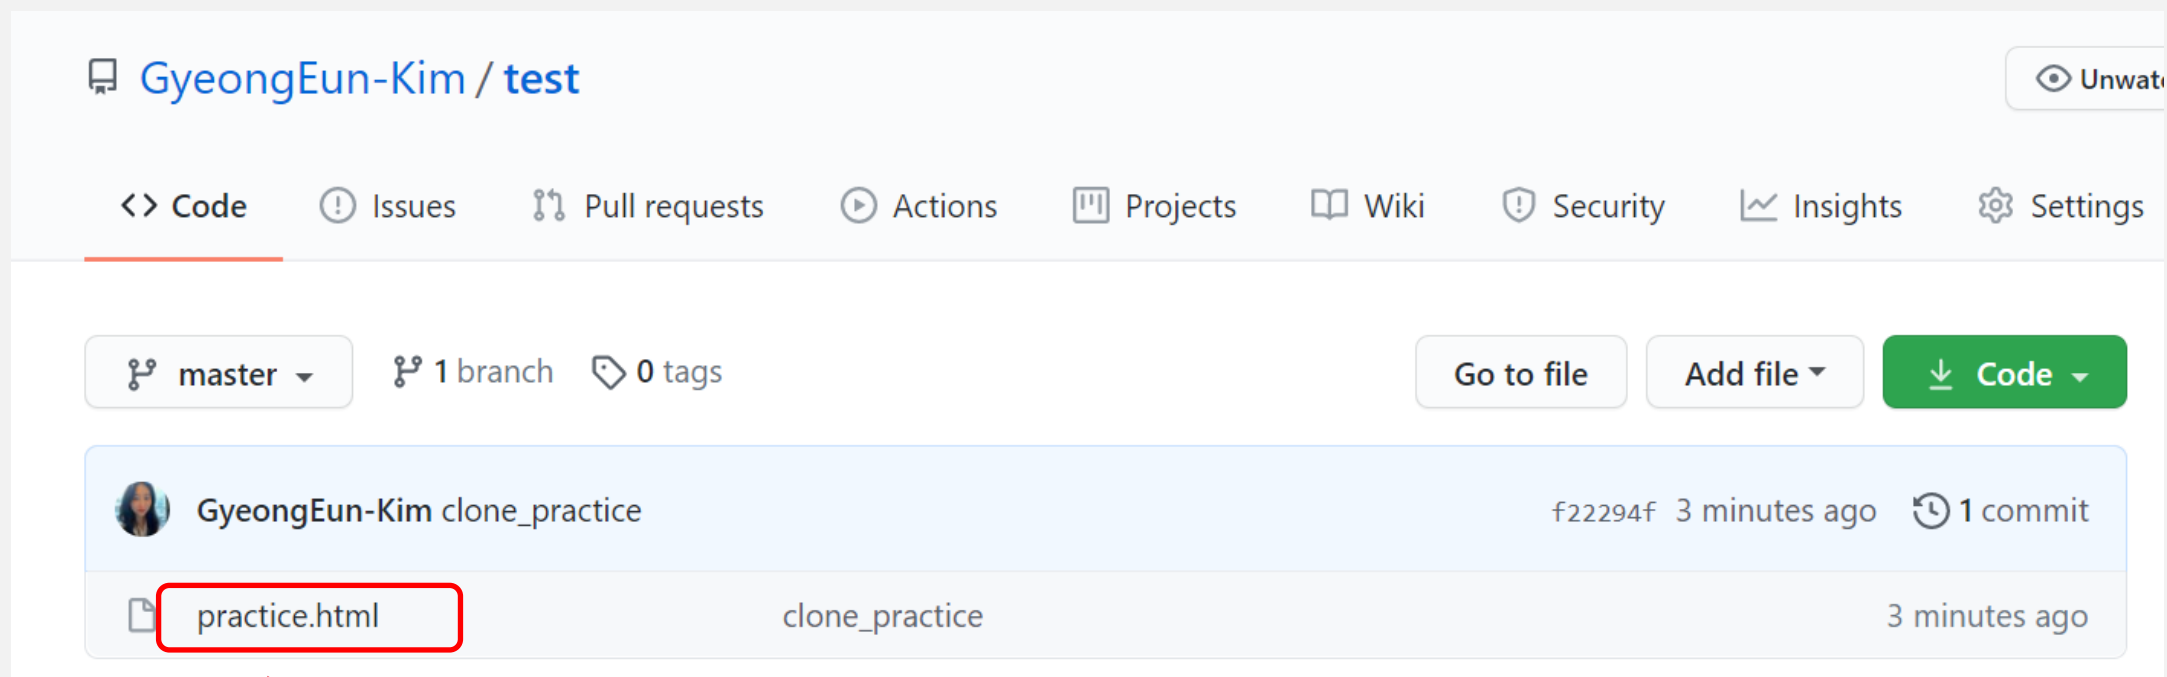 GyeongEun-Kim / test
Code Issues Pull requests Actions Projects Wiki Security Insights Settings
master 1 branch 0 tags Go to file Add file Code
GyeongEun-Kim clone_practice f22294f 3 minutes ago 1 commit
practice.html clone_practice 3 minutes ago